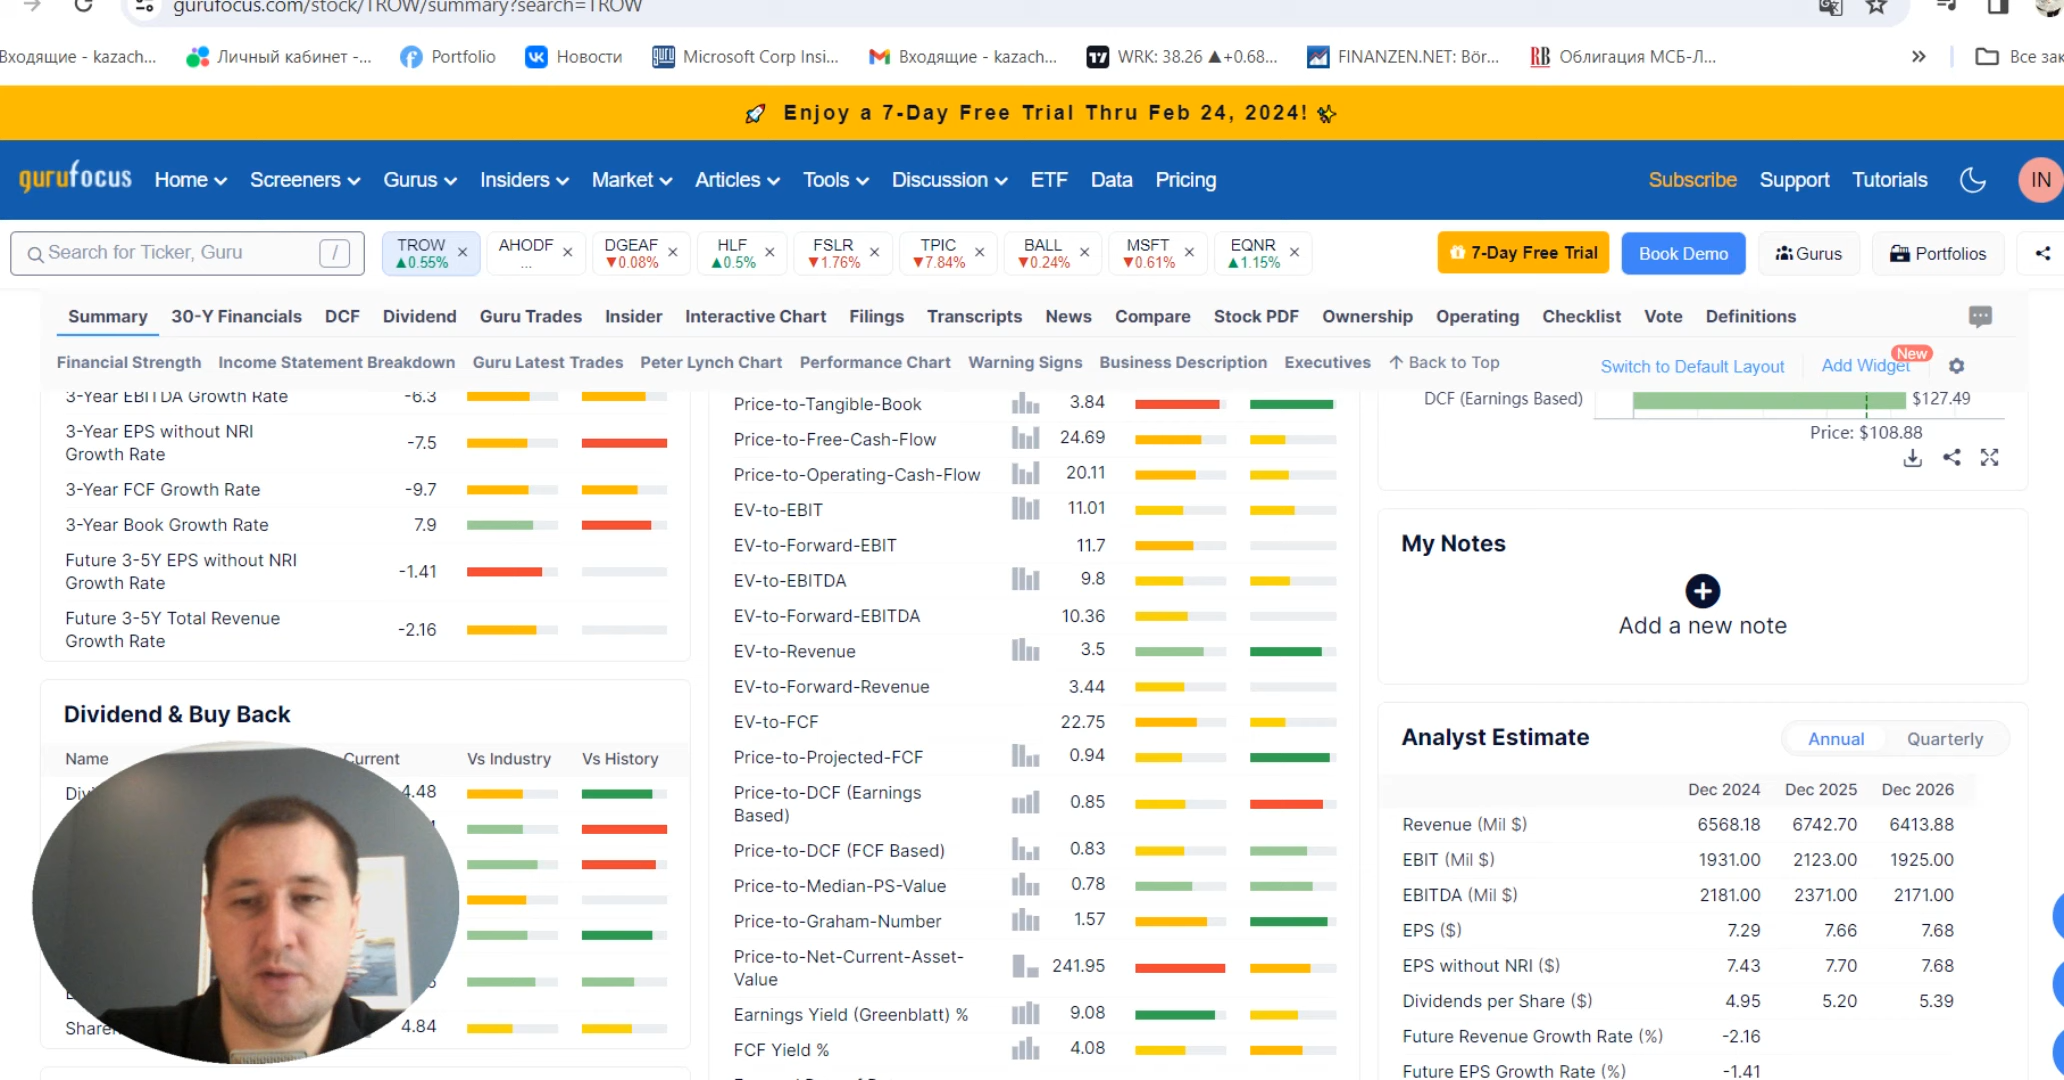 gurufocus.com/stock/TROW/summary?search=TROW
Входящие - kazach...
Личный кабинет -...
Portfolio
Новости
Microsoft Corp Insi...
Входящие - kazach...
WRK: 38.26 ▲+0.68...
FINANZEN.NET: Bör...
Облигация МСБ-Л...
Все зак
Enjoy a 7-Day Free Trial Thru Feb 24, 2024!
gurufocus
Home
Screeners
Gurus
Insiders
Market
Articles
Tools
Discussion
ETF
Data
Pricing
Subscribe
Support
Tutorials
IN
Search for Ticker, Guru /
TROW ▲0.55%
AHODF ...
DGEAF ▼0.08%
HLF ▲0.5%
FSLR ▼1.76%
TPIC ▼7.84%
BALL ▼0.24%
MSFT ▼0.61%
EQNR ▲1.15%
7-Day Free Trial
Book Demo
Gurus
Portfolios
Summary
30-Y Financials
DCF
Dividend
Guru Trades
Insider
Interactive Chart
Filings
Transcripts
News
Compare
Stock PDF
Ownership
Operating
Checklist
Vote
Definitions
Financial Strength
Income Statement Breakdown
Guru Latest Trades
Peter Lynch Chart
Performance Chart
Warning Signs
Business Description
Executives
↑ Back to Top
Switch to Default Layout
Add Widget
New
3-Year EBITDA Growth Rate -6.3
3-Year EPS without NRI
Growth Rate -7.5
3-Year FCF Growth Rate -9.7
3-Year Book Growth Rate 7.9
Future 3-5Y EPS without NRI
Growth Rate -1.41
Future 3-5Y Total Revenue
Growth Rate -2.16
Dividend & Buy Back
Name Current Vs Industry Vs History
4.48
4.84
Price-to-Tangible-Book 3.84
Price-to-Free-Cash-Flow 24.69
Price-to-Operating-Cash-Flow 20.11
EV-to-EBIT 11.01
EV-to-Forward-EBIT 11.7
EV-to-EBITDA 9.8
EV-to-Forward-EBITDA 10.36
EV-to-Revenue 3.5
EV-to-Forward-Revenue 3.44
EV-to-FCF 22.75
Price-to-Projected-FCF 0.94
Price-to-DCF (Earnings
Based) 0.85
Price-to-DCF (FCF Based) 0.83
Price-to-Median-PS-Value 0.78
Price-to-Graham-Number 1.57
Price-to-Net-Current-Asset-
Value 241.95
Earnings Yield (Greenblatt) % 9.08
FCF Yield % 4.08
DCF (Earnings Based) $127.49
Price: $108.88
My Notes
Add a new note
Analyst Estimate
Annual Quarterly
Dec 2024 Dec 2025 Dec 2026
Revenue (Mil $) 6568.18 6742.70 6413.88
EBIT (Mil $) 1931.00 2123.00 1925.00
EBITDA (Mil $) 2181.00 2371.00 2171.00
EPS ($) 7.29 7.66 7.68
EPS without NRI ($) 7.43 7.70 7.68
Dividends per Share ($) 4.95 5.20 5.39
Future Revenue Growth Rate (%) -2.16
Future EPS Growth Rate (%) -1.41